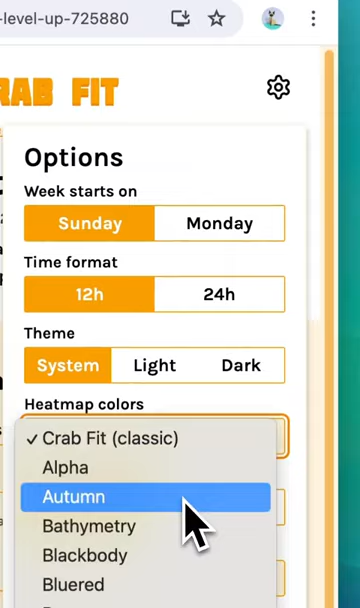 -level-up-725880
CRAB FIT
Options
Week starts on
Sunday Monday
Time format
12h 24h
Theme
System Light Dark
Heatmap colors
✓ Crab Fit (classic)
Alpha
Autumn
Bathymetry
Blackbody
Bluered